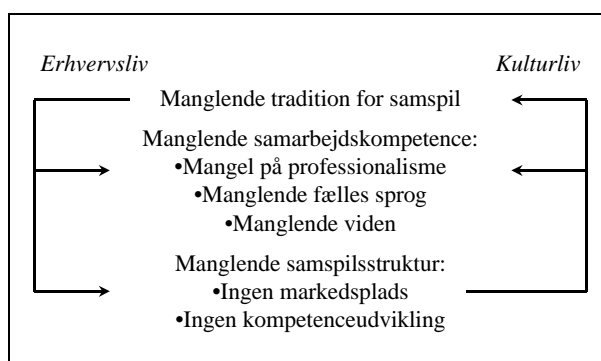 Erhvervsliv
Kulturliv
Manglende tradition for samspil
Manglende samarbejdskompetence:
•Mangel på professionalisme
•Manglende fælles sprog
•Manglende viden
Manglende samspilsstruktur:
•Ingen markedsplads
•Ingen kompetenceudvikling